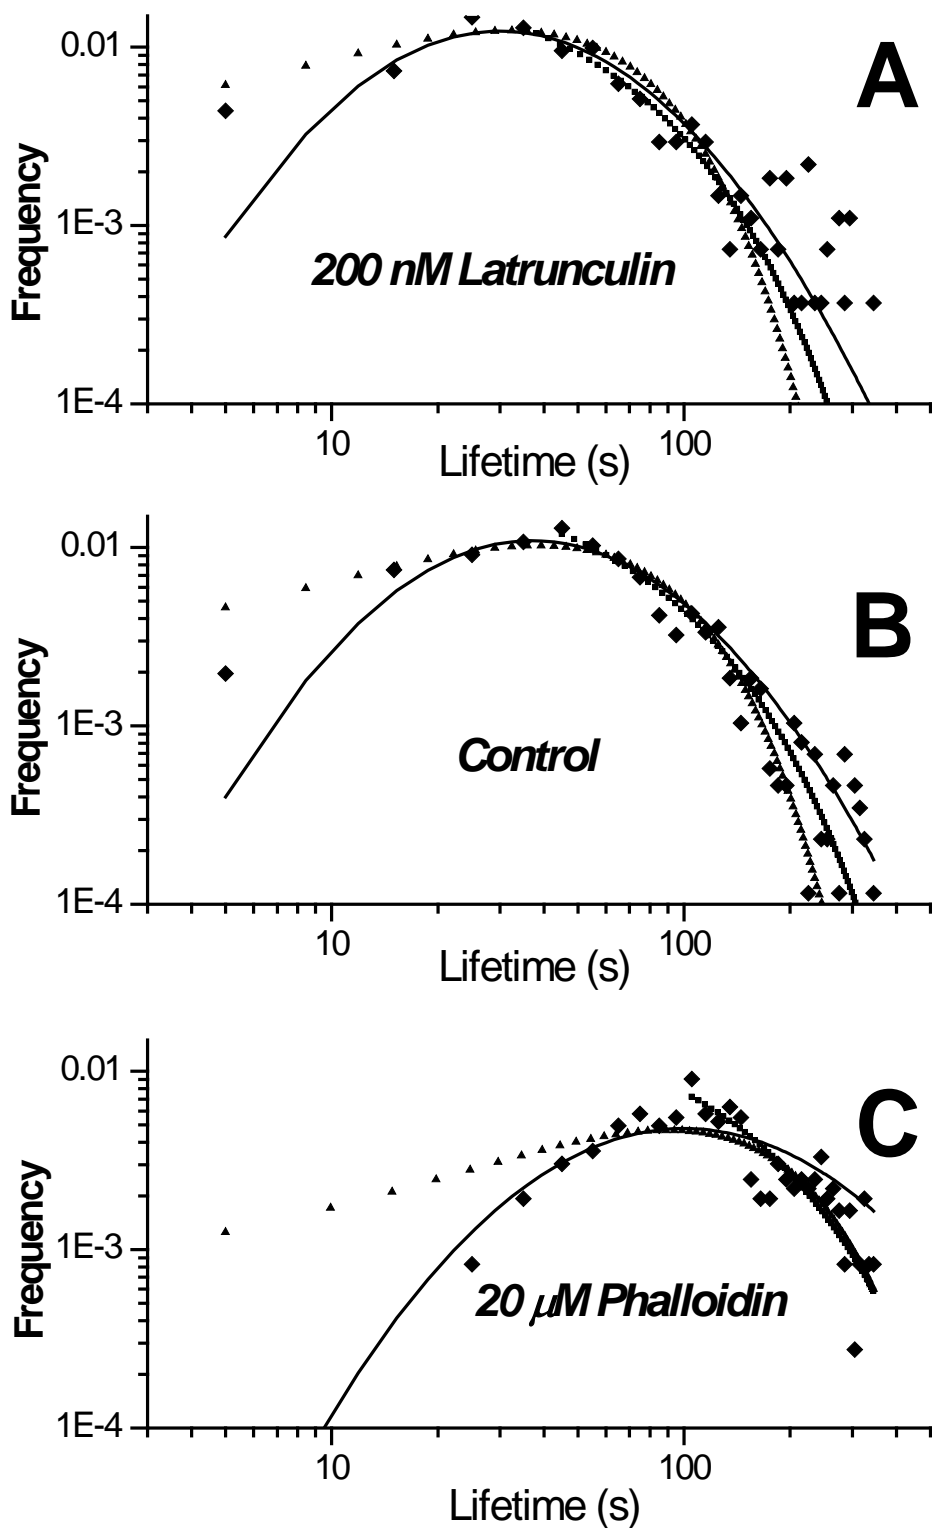 0.01
A
Frequency
1E-3
200 nM Latrunculin
1E-4
10
100
Lifetime (s)
0.01
B
Frequency
1E-3
Control
1E-4
10
100
Lifetime (s)
0.01
C
Frequency
1E-3
20 μM Phalloidin
1E-4
10
100
Lifetime (s)